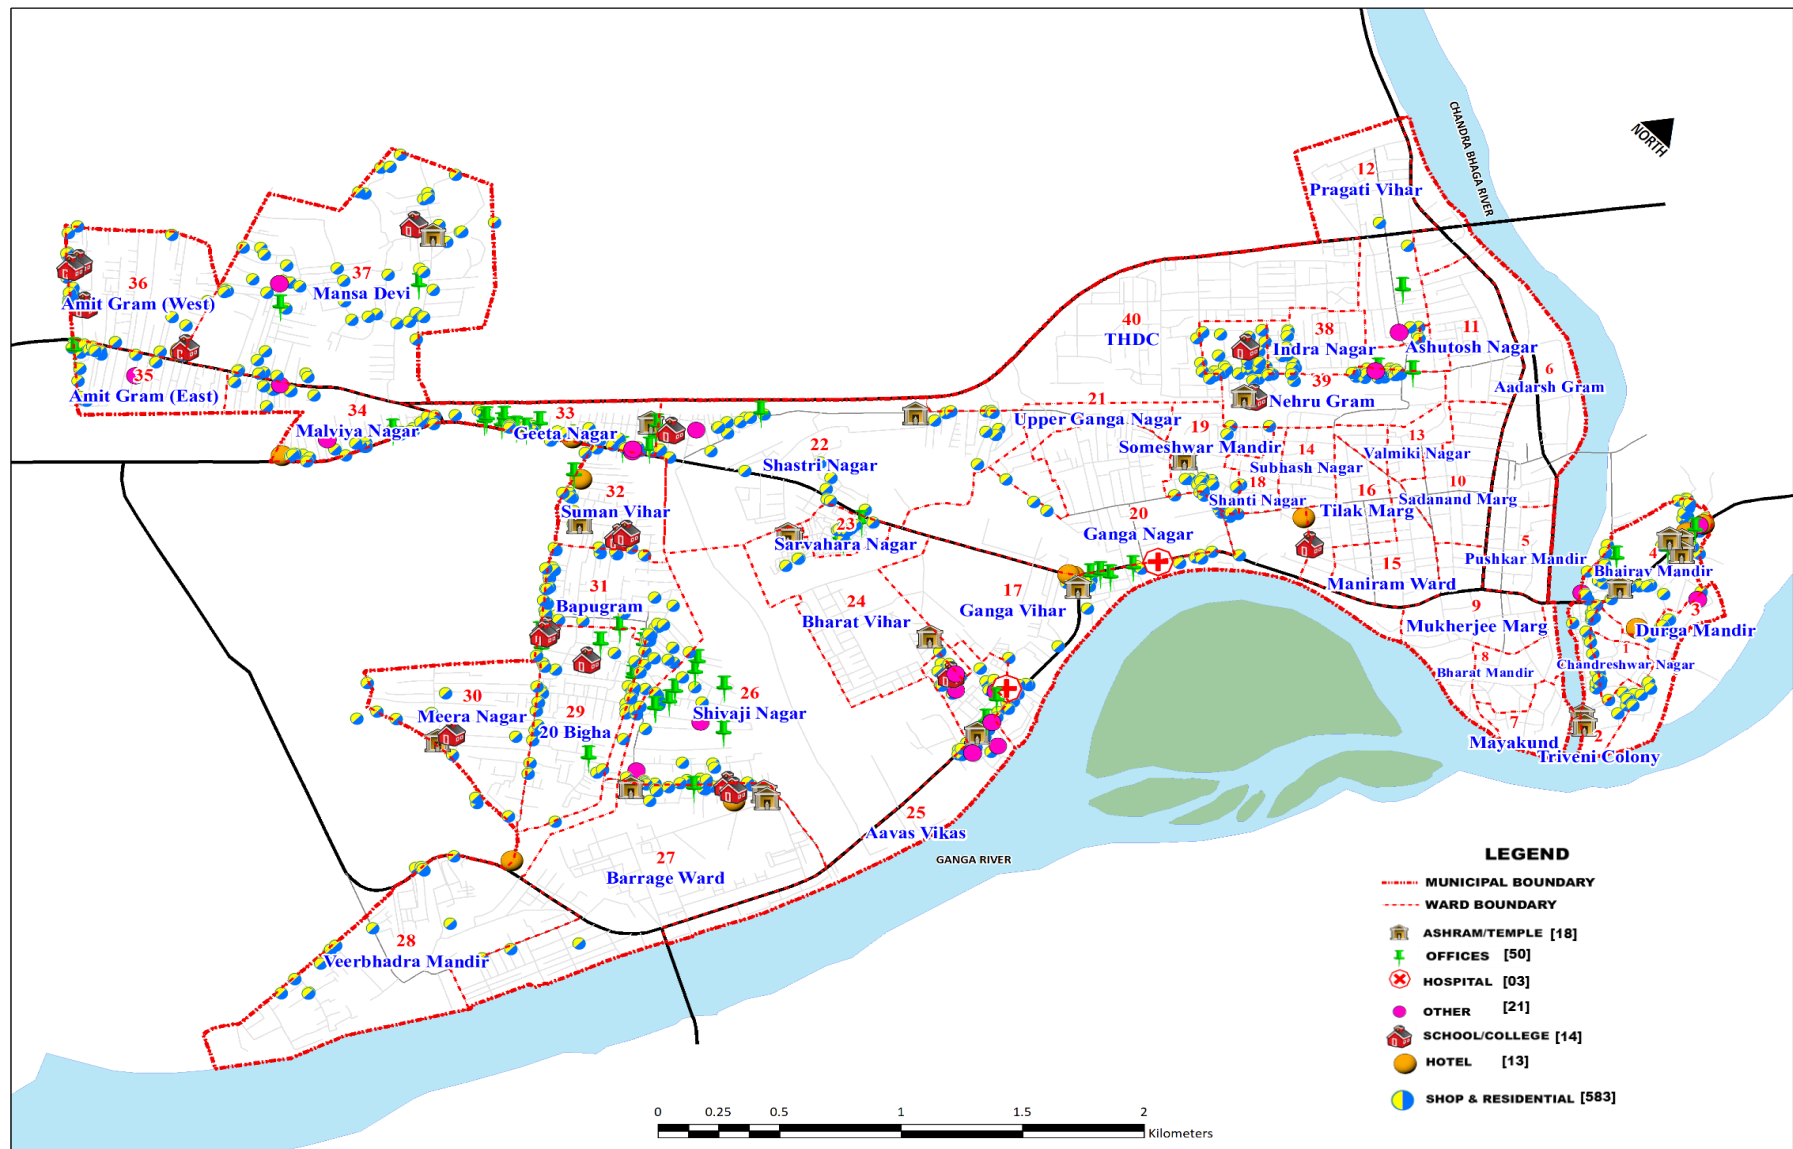 CHANDRA BHAGA RIVER
NORTH
12
Pragati Vihar
36
Amit Gram (West)
37
Mansa Devi
40
THDC
38
Indra Nagar
11
Ashutosh Nagar
6
Aadarsh Gram
35
Amit Gram (East)
39
Nehru Gram
34
Malviya Nagar
33
Geeta Nagar
21
Upper Ganga Nagar
19
Someshwar Mandir
22
Shastri Nagar
14
Subhash Nagar
13
Valmiki Nagar
18
Shanti Nagar
16
Tilak Marg
10
Sadanand Marg
32
Suman Vihar
23
Sarvahara Nagar
20
Ganga Nagar
5
Pushkar Mandir
4
Bhairav Mandir
15
Maniram Ward
31
Bapugram
24
Bharat Vihar
17
Ganga Vihar
9
Mukherjee Marg
3
Durga Mandir
1
Chandreshwar Nagar
8
Bharat Mandir
30
Meera Nagar
29
20 Bigha
26
Shivaji Nagar
7
Mayakund
2
Triveni Colony
25
Aavas Vikas
GANGA RIVER
27
Barrage Ward
28
Veerbhadra Mandir
LEGEND
MUNICIPAL BOUNDARY
WARD BOUNDARY
ASHRAM/TEMPLE [18]
OFFICES [50]
HOSPITAL [03]
OTHER [21]
SCHOOL/COLLEGE [14]
HOTEL [13]
SHOP & RESIDENTIAL [583]
0 0.25 0.5 1 1.5 2
Kilometers